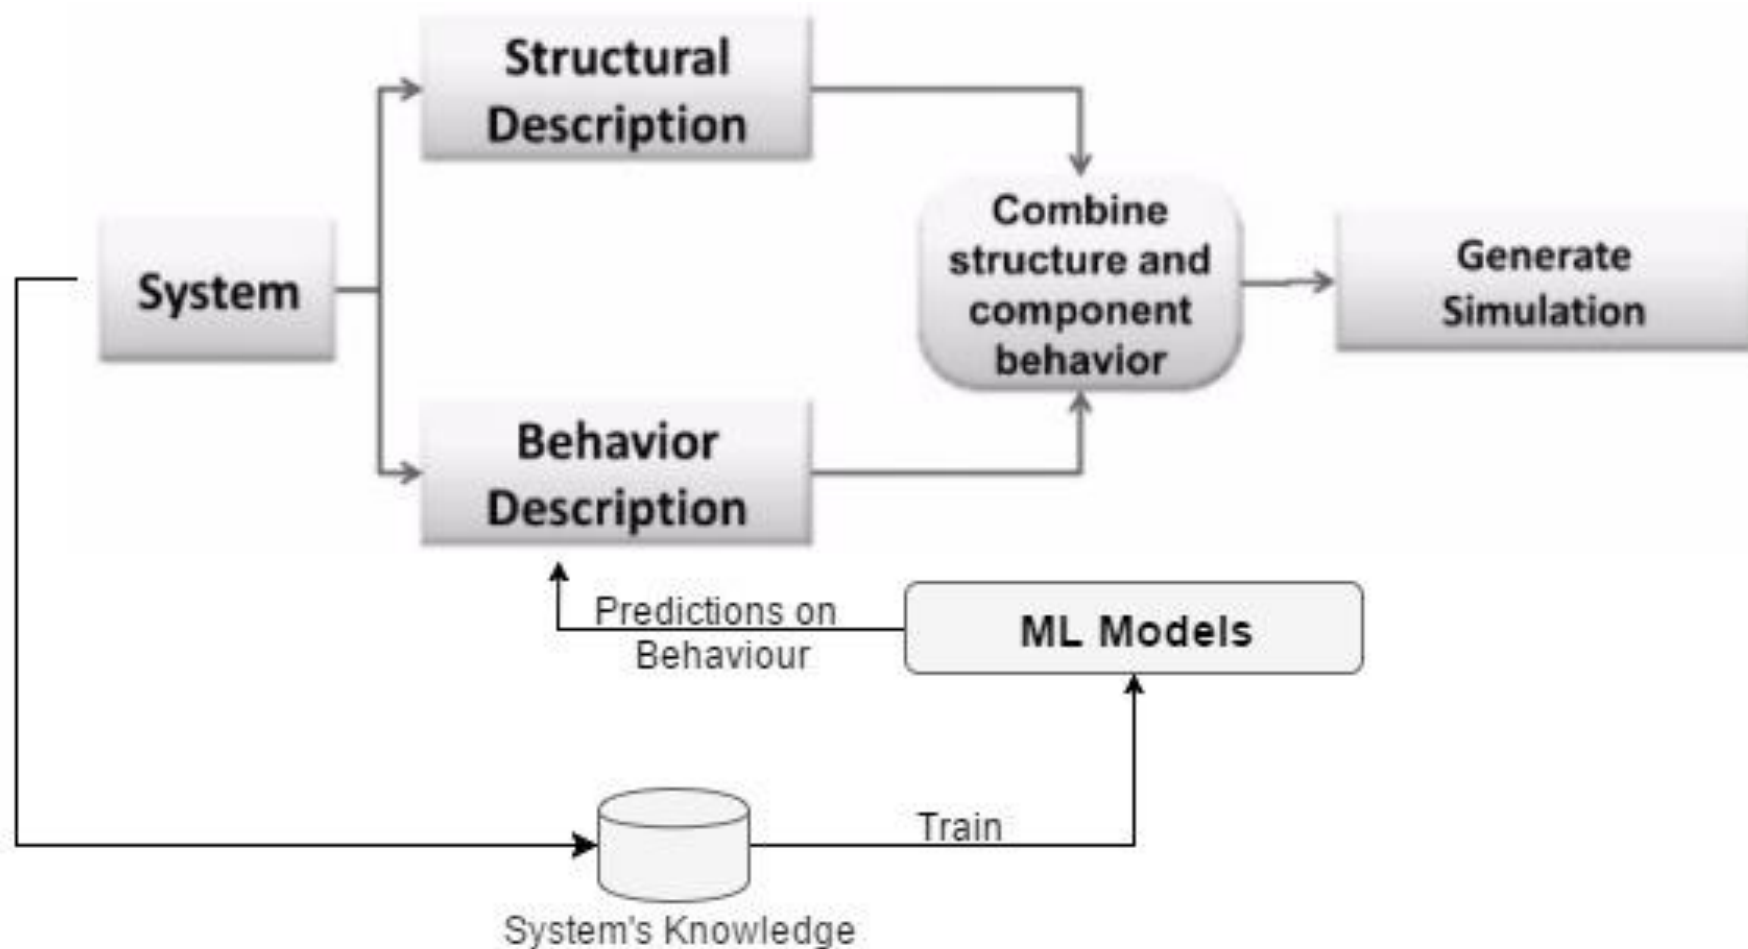 Structural
Description
System
Combine
structure and
component
behavior
Generate
Simulation
Behavior
Description
Predictions on
Behaviour
ML Models
Train
System's Knowledge